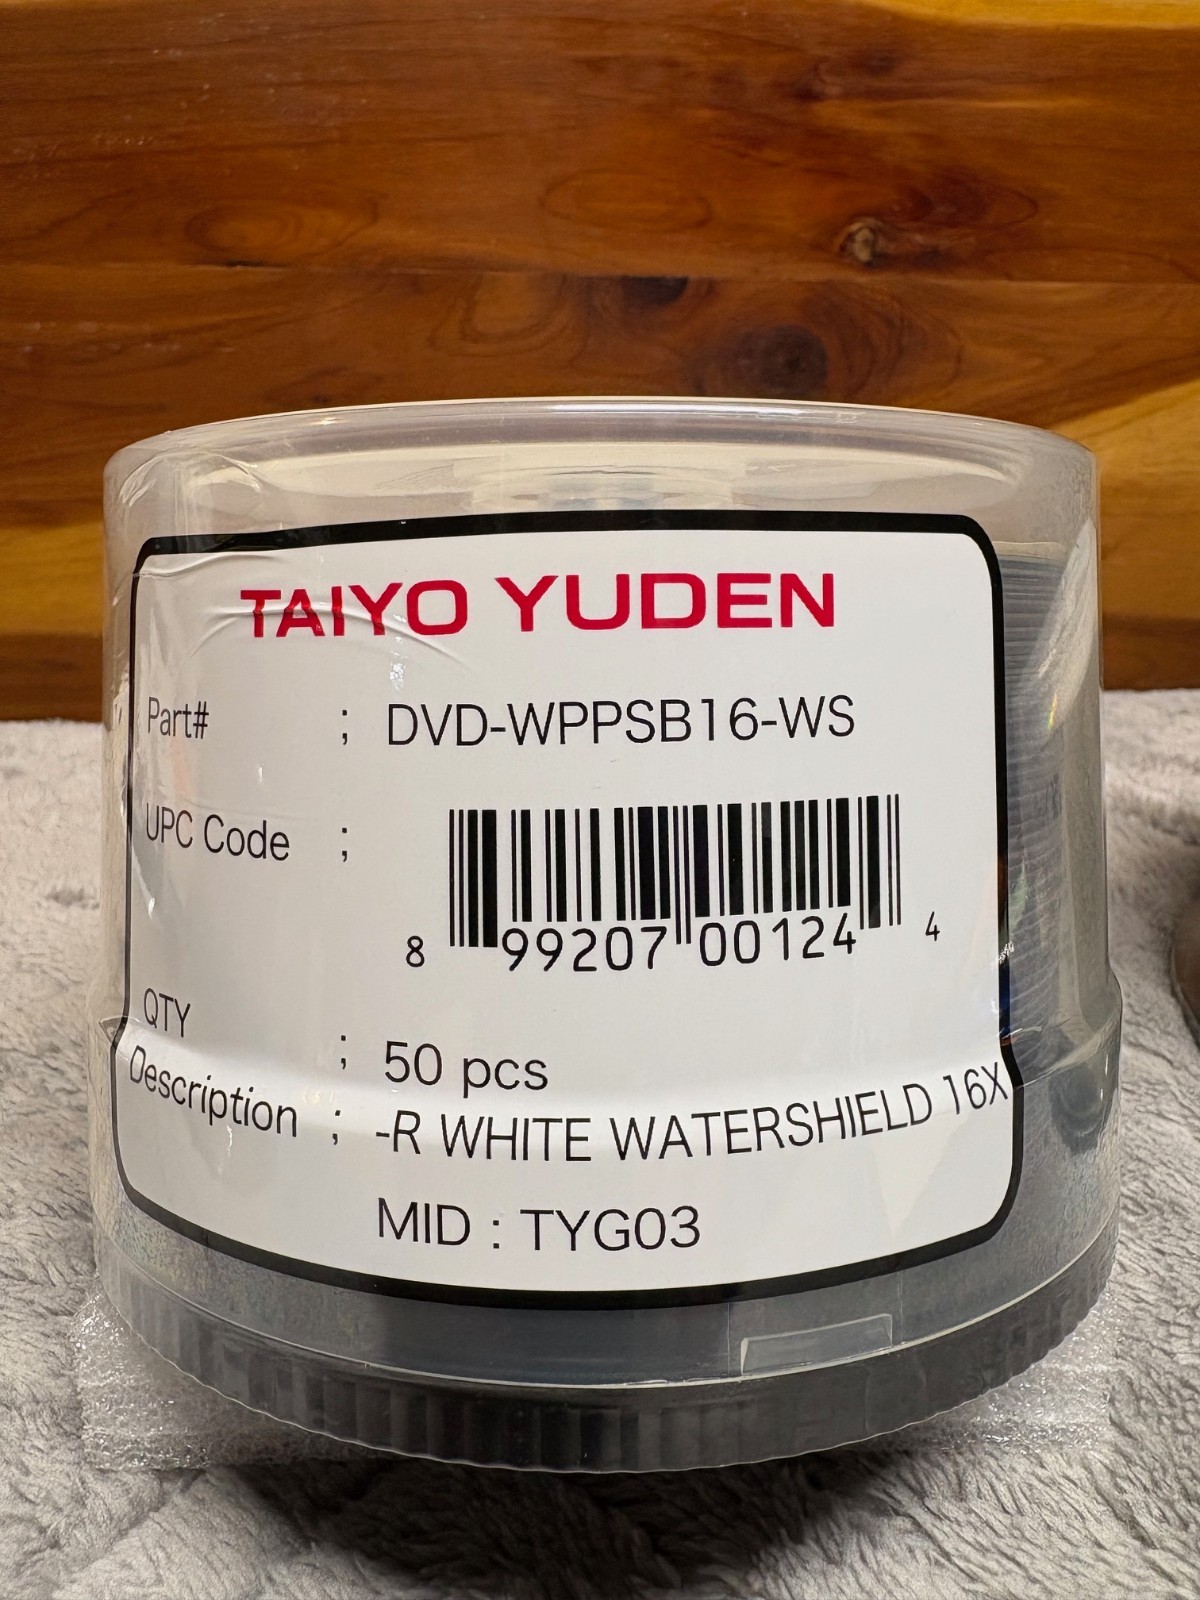 TAIYO YUDEN
Part# ; DVD-WPPSB16-WS
UPC Code ;
8 99207 00124 4
QTY ; 50 pcs
Description ; -R WHITE WATERSHIELD 16X
MID : TYG03